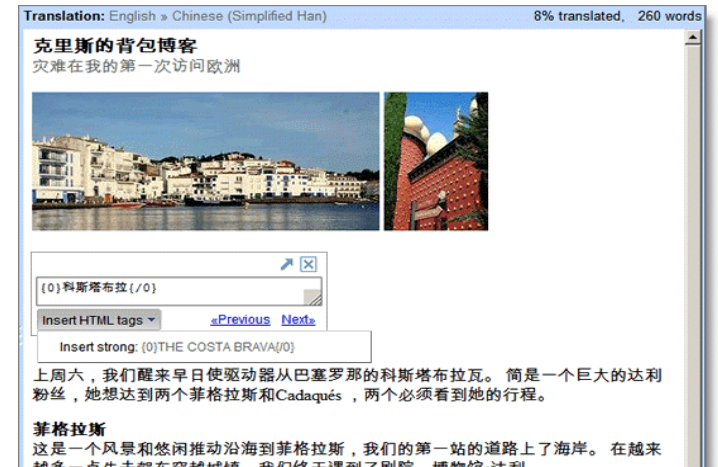 Translation: English » Chinese (Simplified Han) 8% translated, 260 words
克里斯的背包博客
灾难在我的第一次访问欧洲
{0}科斯塔布拉{/0}
Insert HTML tags «Previous Next»
Insert strong: {0}THE COSTA BRAVA{/0}
上周六，我们醒来早日使驱动器从巴塞罗那的科斯塔布拉瓦。 简是一个巨大的达利
粉丝，她想达到两个菲格拉斯和Cadaqués ，两个必须看到她的行程。
菲格拉斯
这是一个风景和悠闲推动沿海到菲格拉斯，我们的第一站的道路上了海岸。 在越来